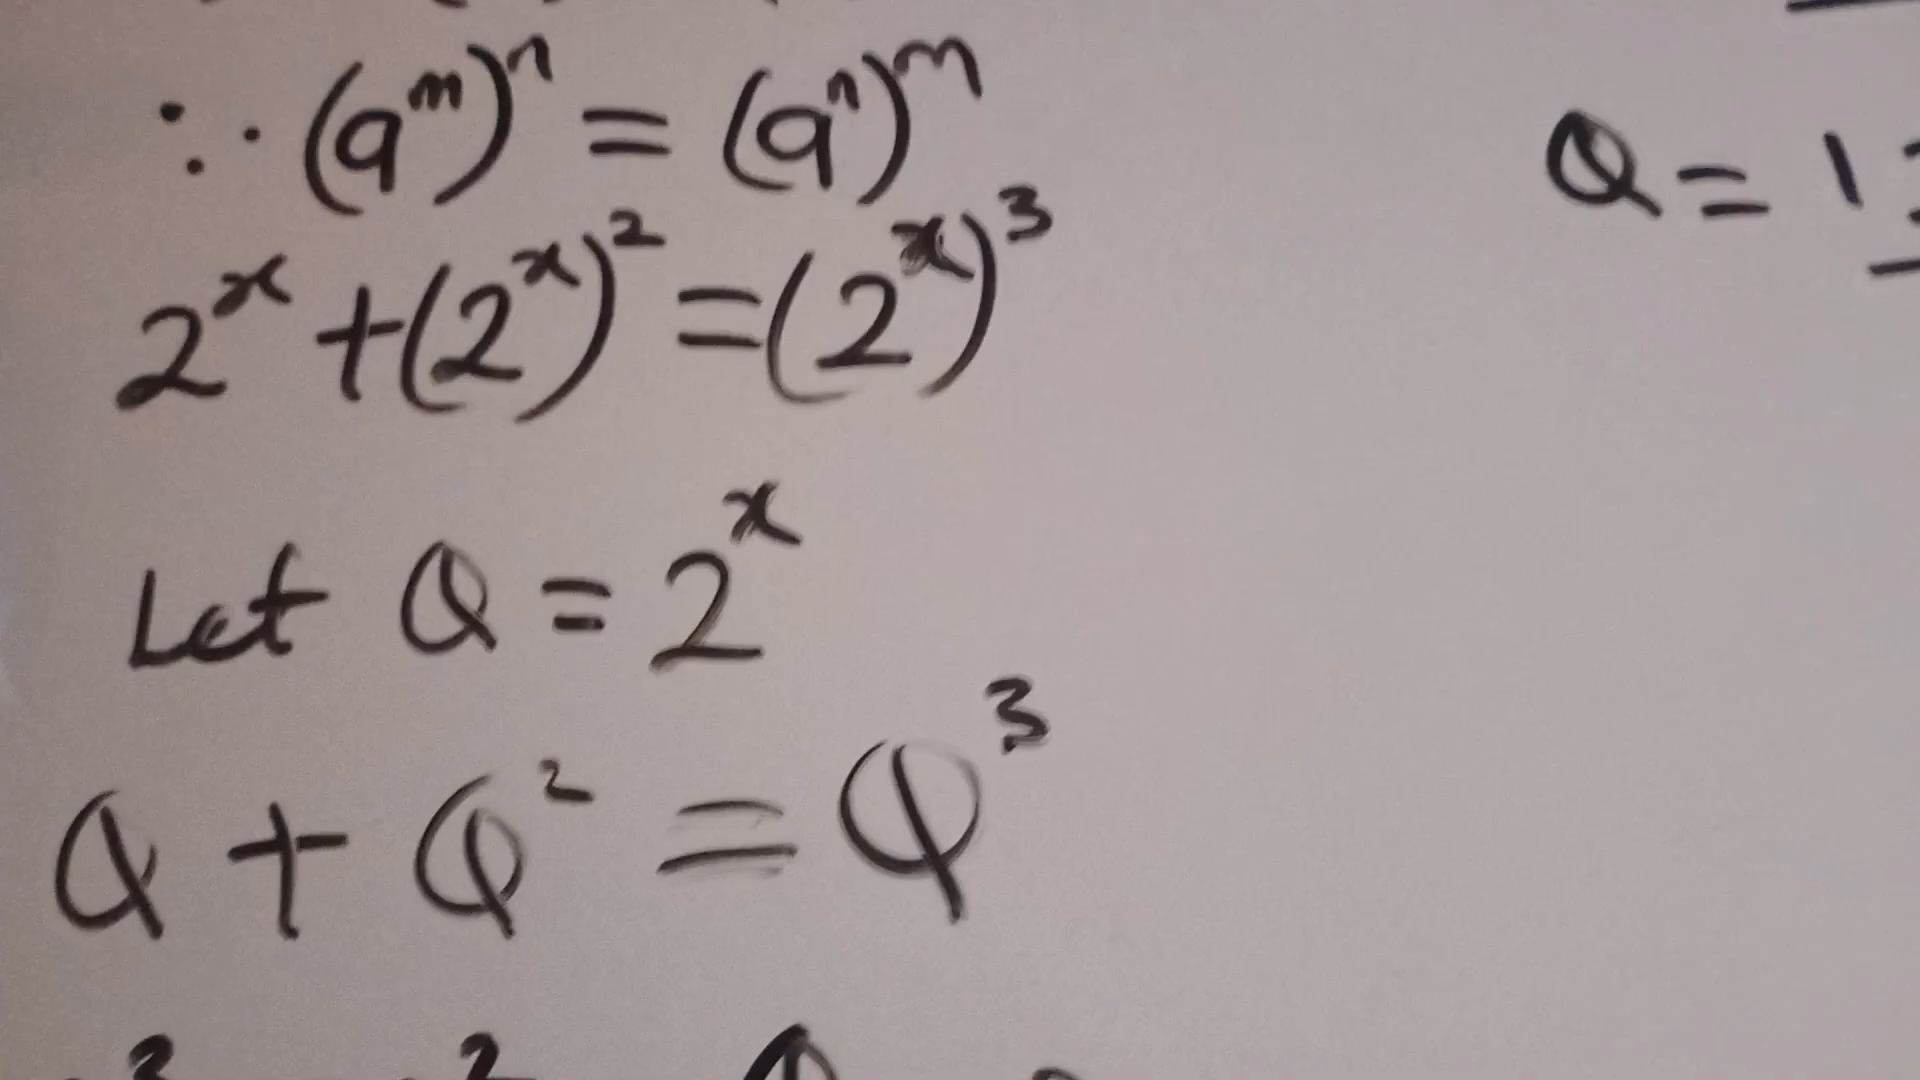 ∵ (a^m)^n = (a^n)^m
2^x + (2^x)^2 = (2^x)^3
Let Q = 2^x
Q + Q^2 = Q^3
Q = 1